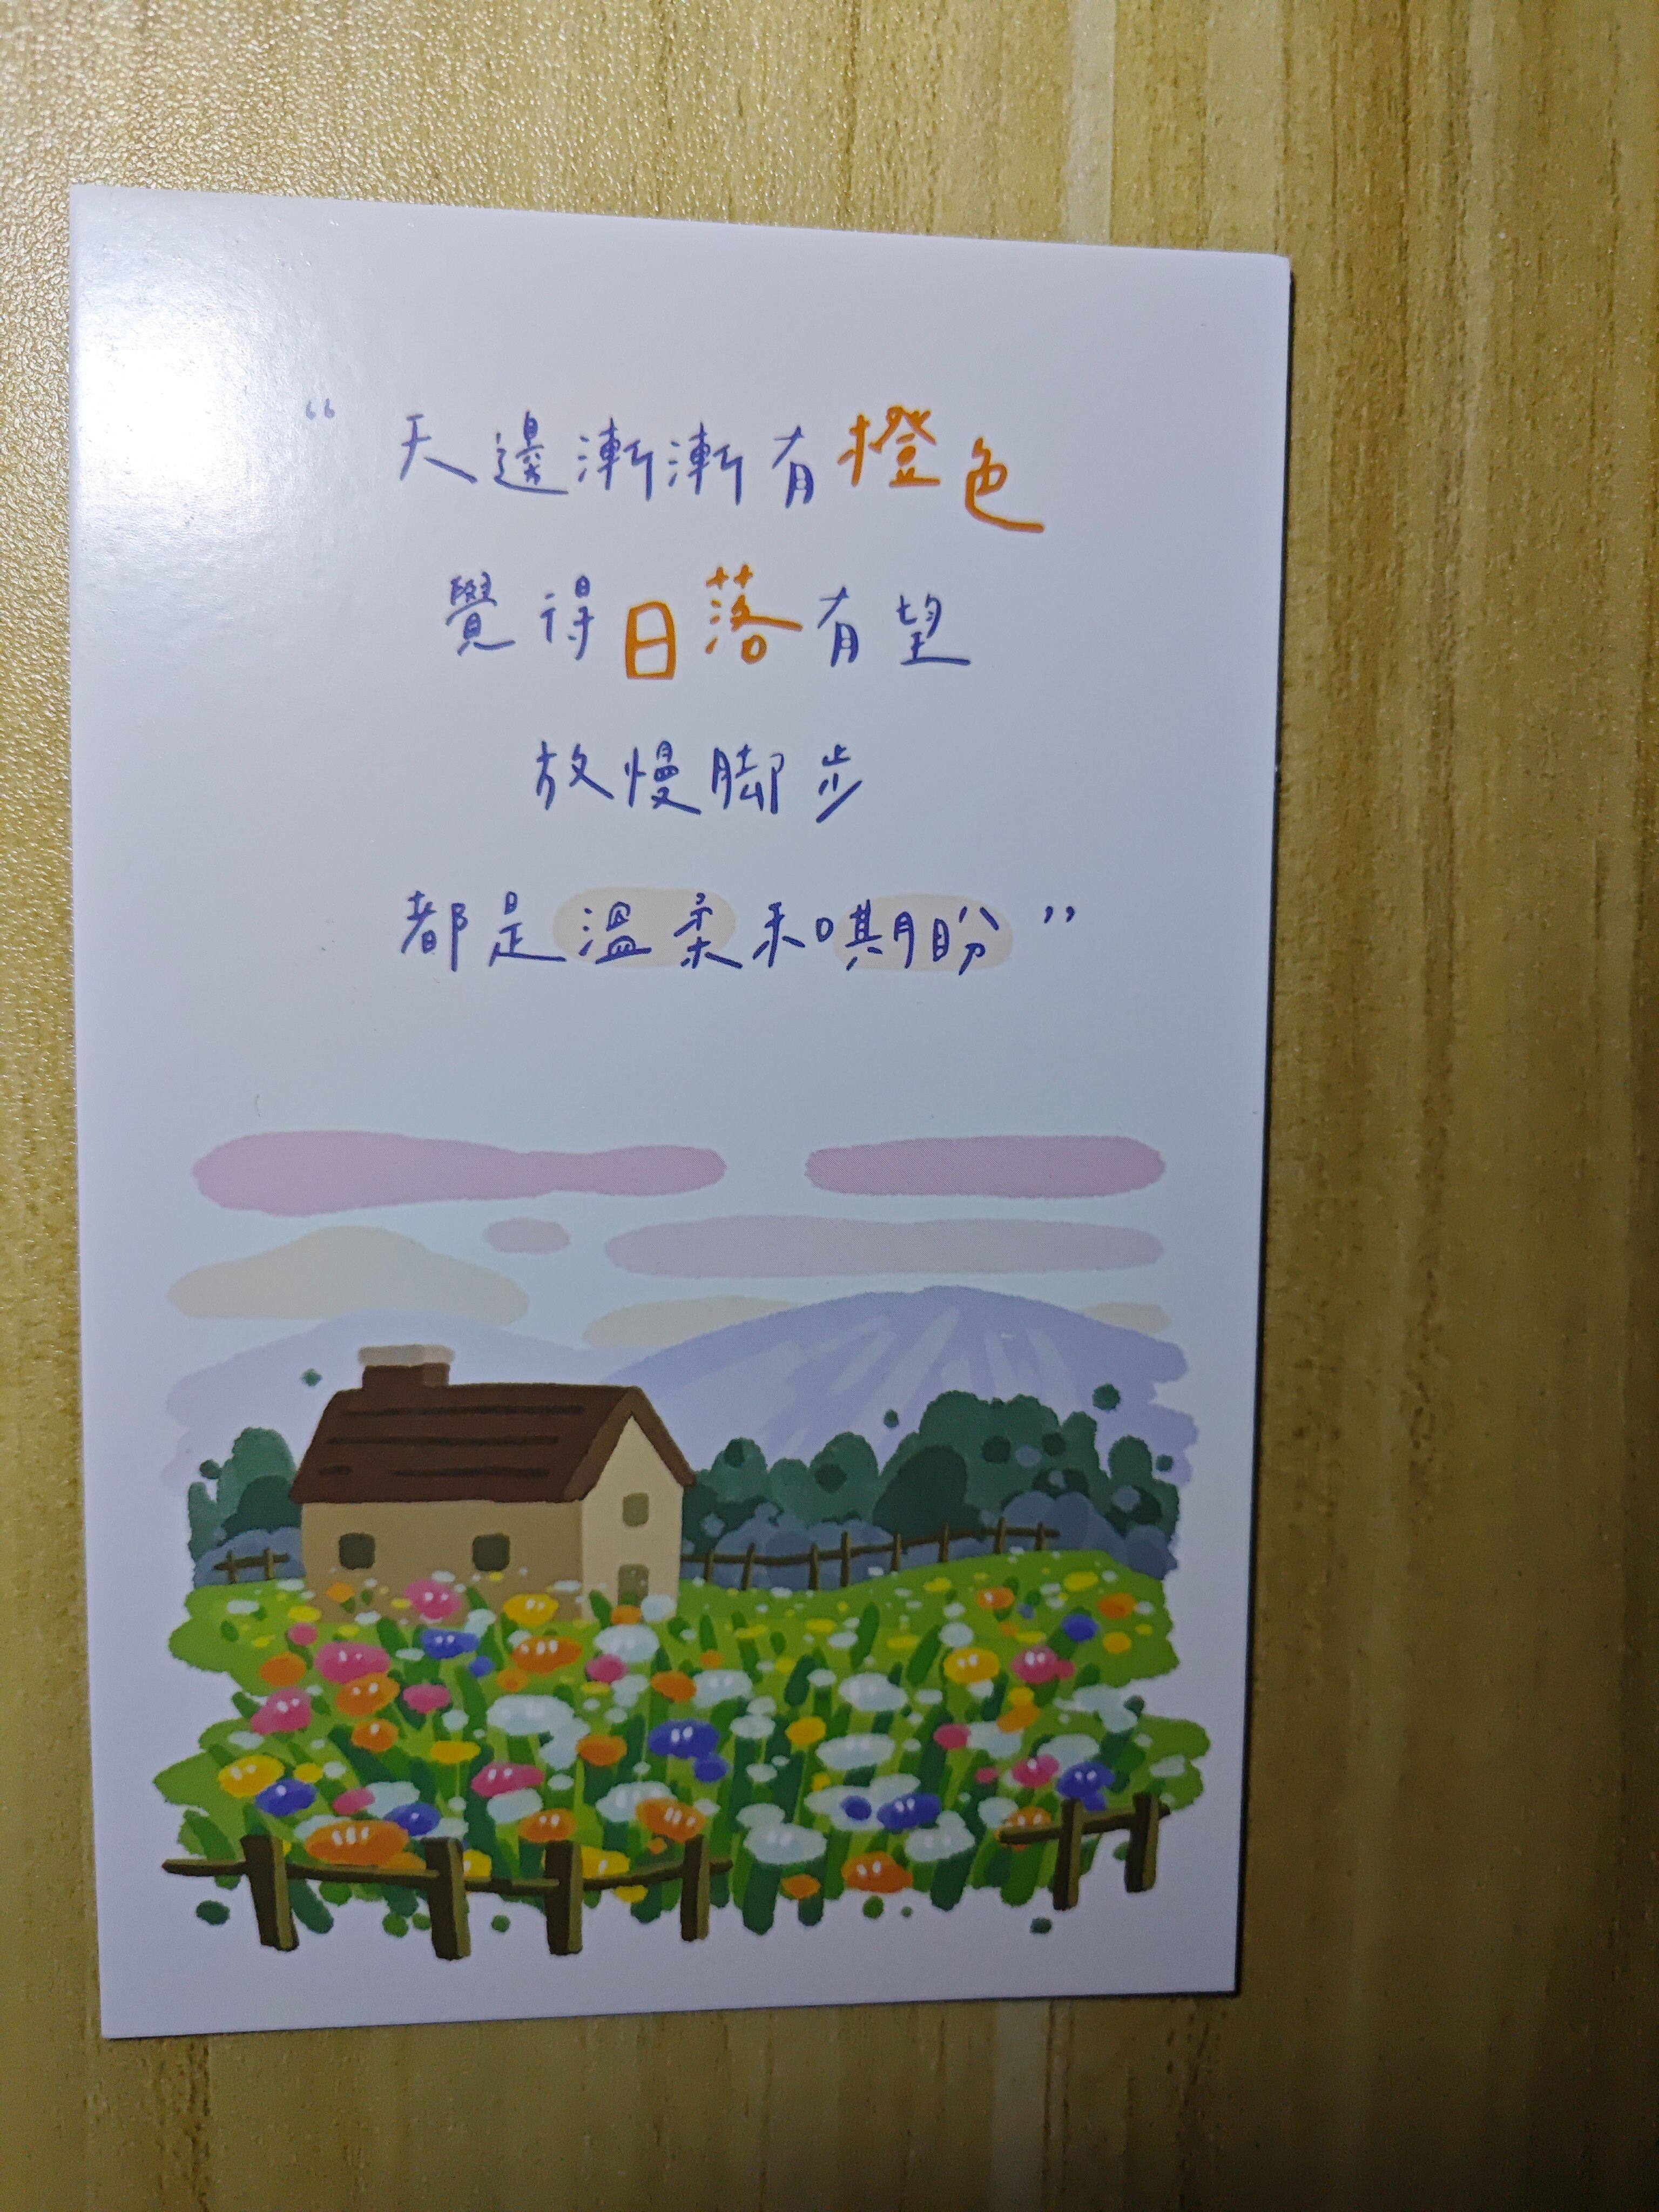 “天邊漸漸有橙色
覺得日落有望
放慢腳步
都是溫柔和期盼”